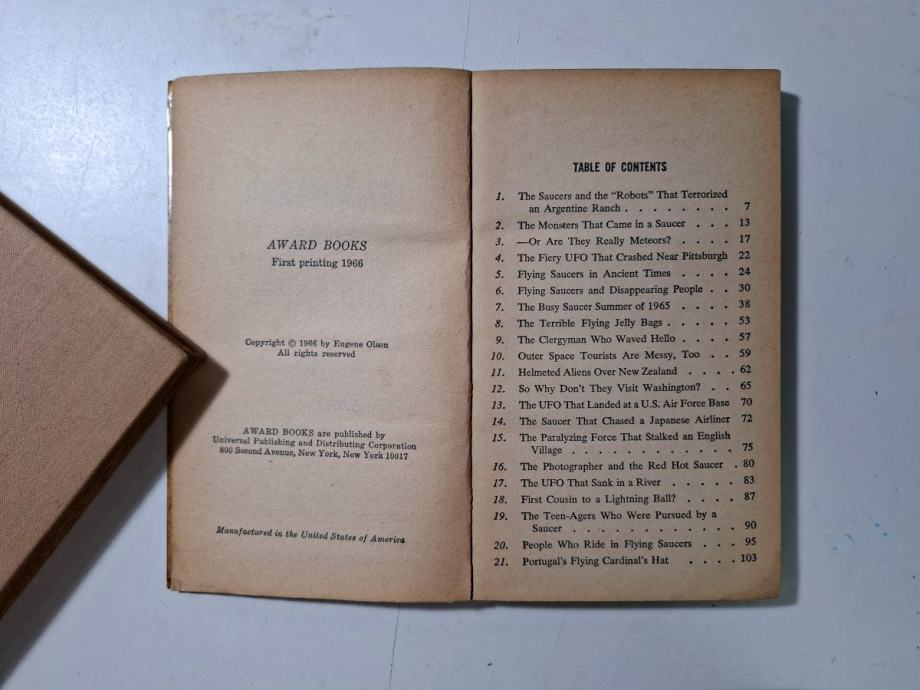 AWARD BOOKS
First printing 1966
Copyright © 1966 by Eugene Olson
All rights reserved
AWARD BOOKS are published by
Universal Publishing and Distributing Corporation
800 Second Avenue, New York, New York 10017
Manufactured in the United States of America
TABLE OF CONTENTS
1. The Saucers and the "Robots" That Terrorized
an Argentine Ranch . . . . . . . . 7
2. The Monsters That Came in a Saucer . . . 13
3. —Or Are They Really Meteors? . . . . 17
4. The Fiery UFO That Crashed Near Pittsburgh 22
5. Flying Saucers in Ancient Times . . . . 24
6. Flying Saucers and Disappearing People . . 30
7. The Busy Saucer Summer of 1965 . . . . 38
8. The Terrible Flying Jelly Bags . . . . . 53
9. The Clergyman Who Waved Hello . . . . 57
10. Outer Space Tourists Are Messy, Too . . 59
11. Helmeted Aliens Over New Zealand . . . . 62
12. So Why Don't They Visit Washington? . . 65
13. The UFO That Landed at a U.S. Air Force Base 70
14. The Saucer That Chased a Japanese Airliner 72
15. The Paralyzing Force That Stalked an English
Village . . . . . . . . . . . . 75
16. The Photographer and the Red Hot Saucer . 80
17. The UFO That Sank in a River . . . . 83
18. First Cousin to a Lightning Ball? . . . . 87
19. The Teen-Agers Who Were Pursued by a
Saucer . . . . . . . . . . . . 90
20. People Who Ride in Flying Saucers . . . 95
21. Portugal's Flying Cardinal's Hat . . . . 103